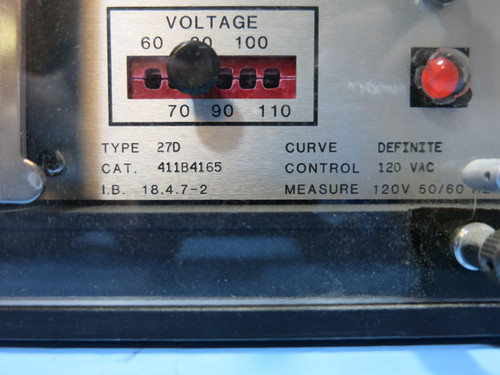 VOLTAGE
60 80 100
70 90 110
TYPE 27D
CAT. 411B4165
I.B. 18.4.7-2
CURVE DEFINITE
CONTROL 120 VAC
MEASURE 120V 50/60